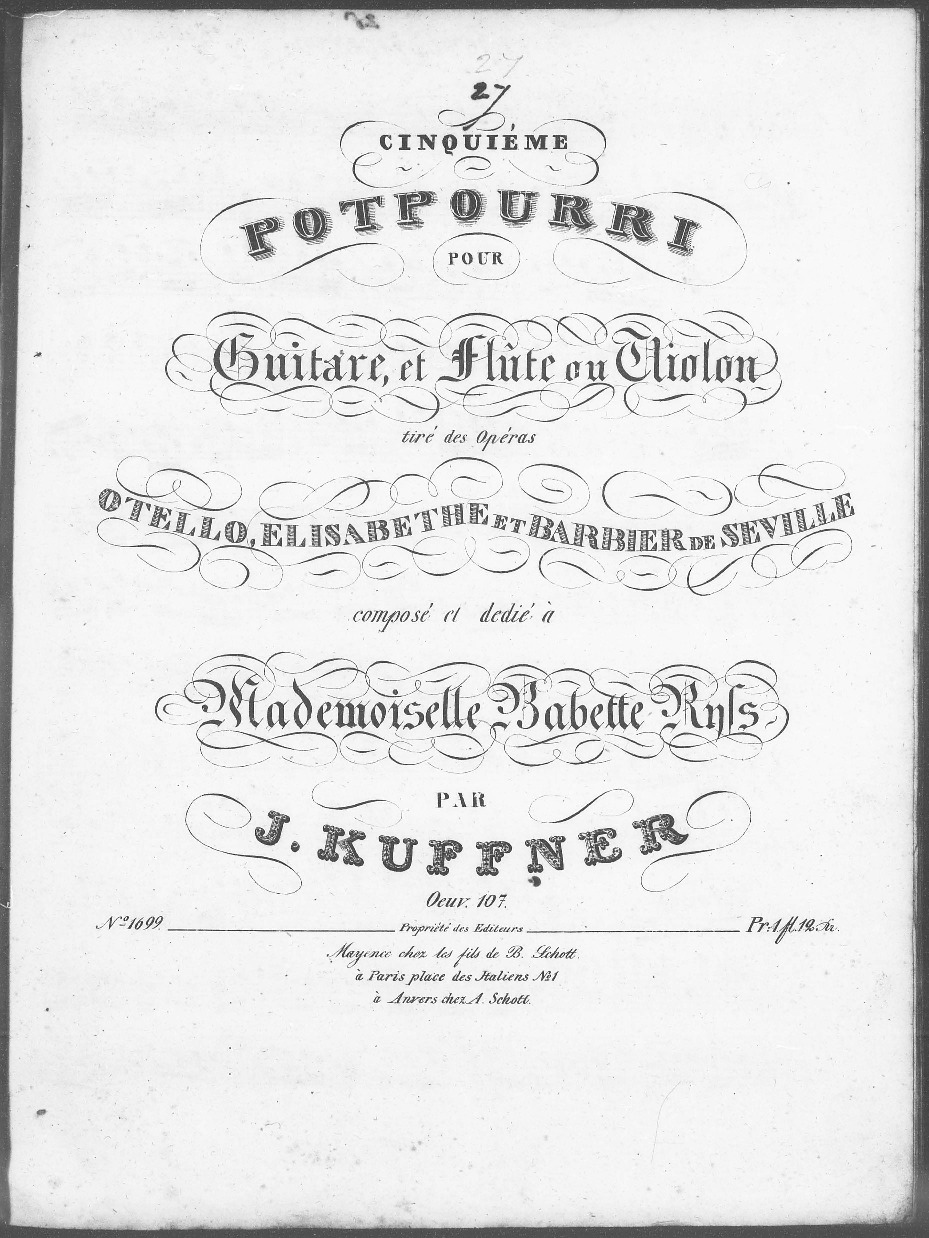 27
27
CINQUIÉME
POTPOURRI
POUR
Guitare, et Flûte ou Violon
tiré des Opéras
OTELLO, ELISABETHE ET BARBIER DE SEVILLE
composé et dedié à
Mademoiselle Babette Ryſs
PAR
J. KUFFNER
Oeuv. 107.
Nº 1699 Propriété des Editeurs Pr. 1 fl. 12 Xr.
Mayence chez les fils de B. Schott.
à Paris place des Italiens Nº 1
à Anvers chez A. Schott.